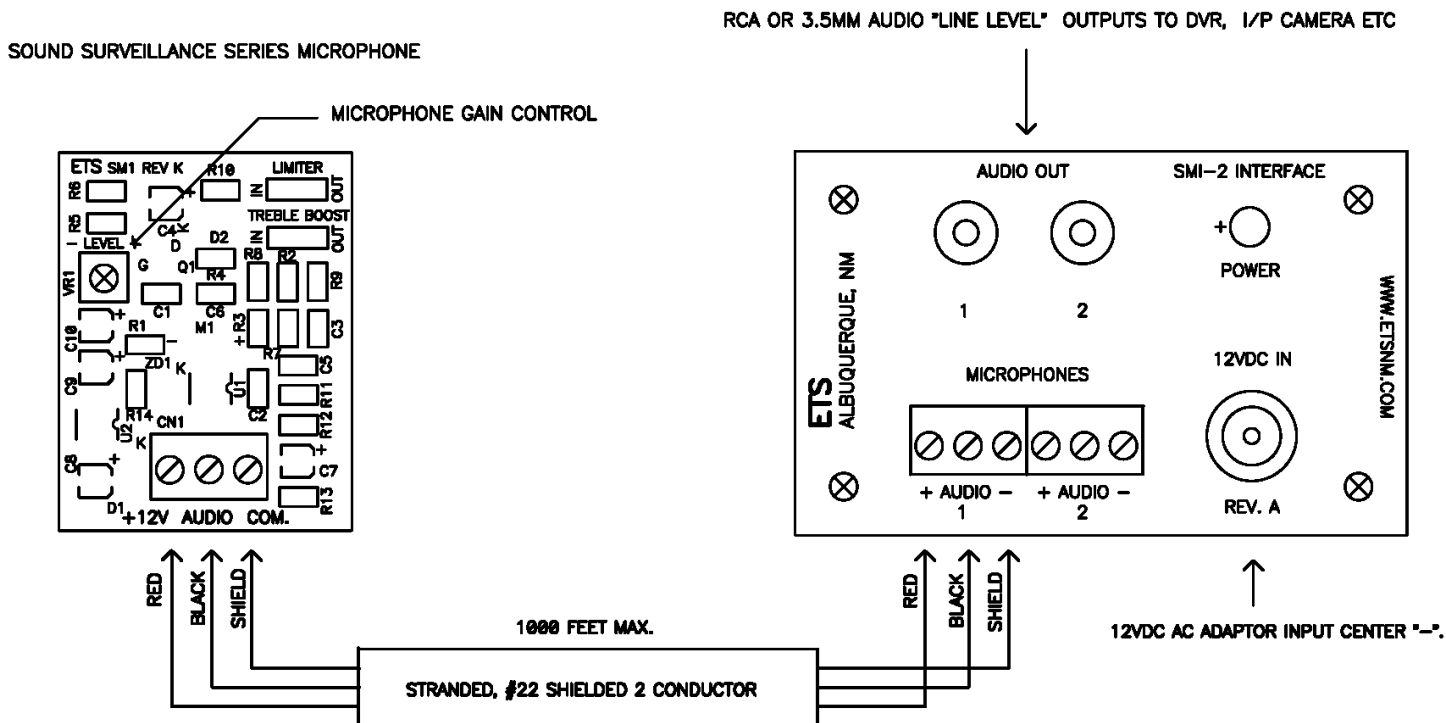 RCA OR 3.5MM AUDIO "LINE LEVEL" OUTPUTS TO DVR, I/P CAMERA ETC
SOUND SURVEILLANCE SERIES MICROPHONE
MICROPHONE GAIN CONTROL
ETS SM1 REV K
R10
LIMITER
R6
+
IN
OUT
R5
C4
K
TREBLE BOOST
- LEVEL +
D
D2
IN
OUT
G
Q1
R8
R2
VR1
R4
R9
C1
C6
M1
C10
+
R1
-
+ R3
C3
R7
ZD1
C9
+
K
C5
U1
R11
R14
C2
CN1
R12
U2
K
C8
+
+
C7
D1
R13
+12V AUDIO COM.
RED
BLACK
SHIELD
1000 FEET MAX.
STRANDED, #22 SHIELDED 2 CONDUCTOR
AUDIO OUT
SMI-2 INTERFACE
+
POWER
1
2
ETS
ALBUQUERQUE, NM
WWW.ETSNM.COM
12VDC IN
MICROPHONES
+ AUDIO - + AUDIO -
1
2
REV. A
RED
BLACK
SHIELD
12VDC AC ADAPTOR INPUT CENTER "-".